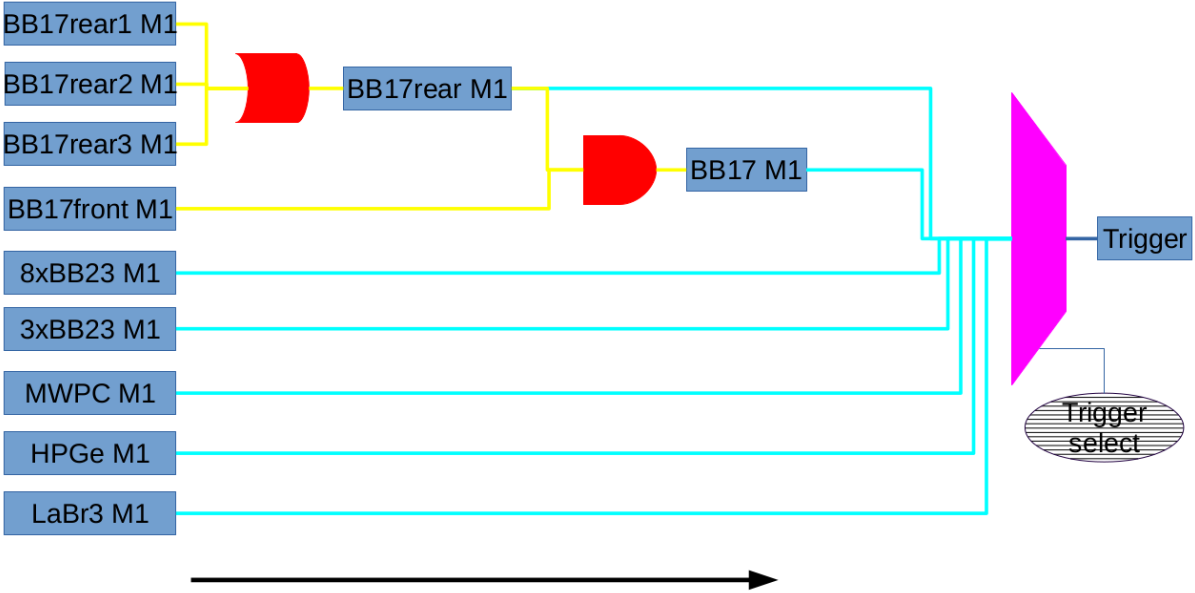 BB17rear1 M1
BB17rear2 M1
BB17rear3 M1
BB17rear M1
BB17front M1
BB17 M1
8xBB23 M1
3xBB23 M1
MWPC M1
HPGe M1
LaBr3 M1
Trigger
Trigger
select